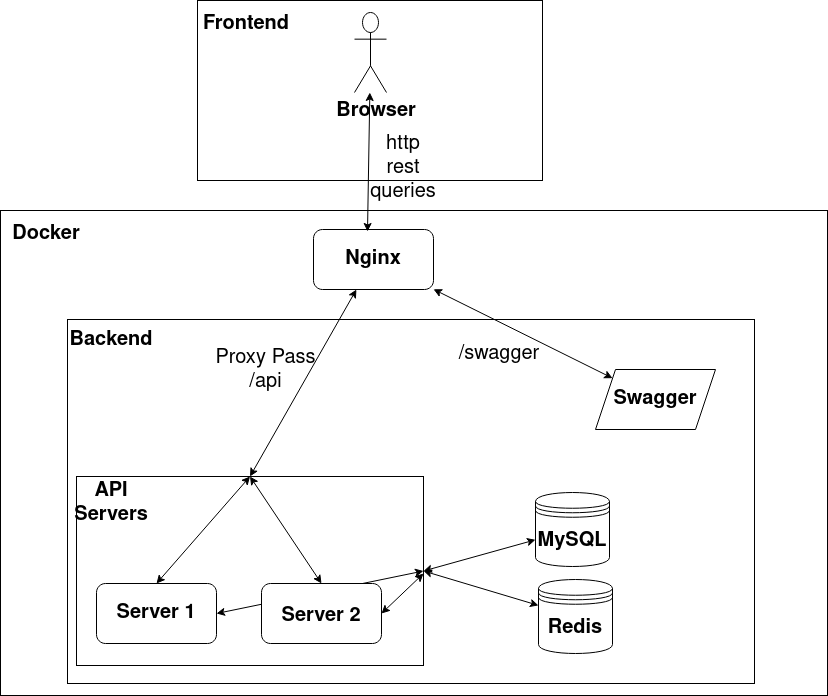 Frontend
Browser
http
rest
queries
Docker
Nginx
Backend
Proxy Pass
/api
/swagger
Swagger
API
Servers
MySQL
Server 1
Server 2
Redis